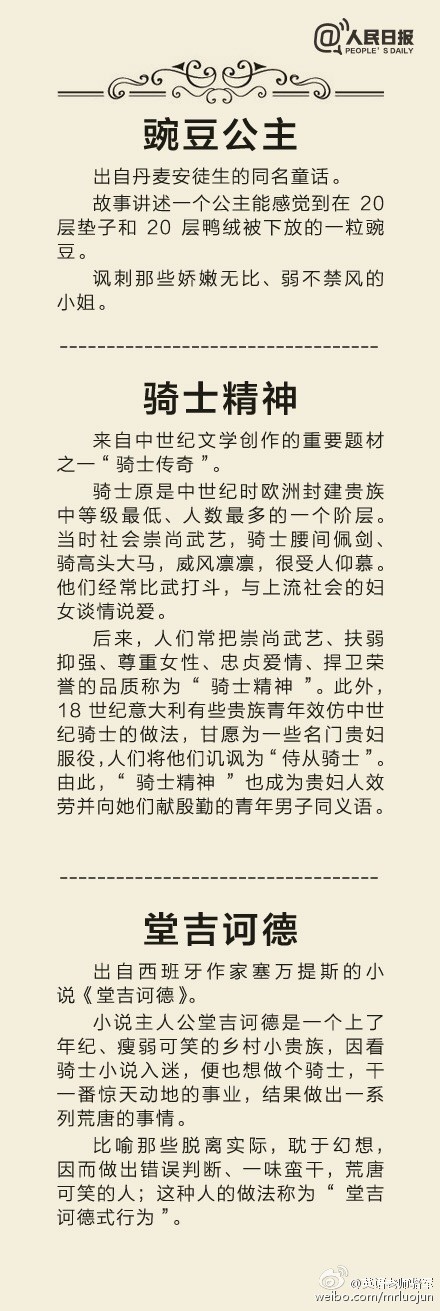 @人民日报
PEOPLE'S DAILY
豌豆公主
出自丹麦安徒生的同名童话。
故事讲述一个公主能感觉到在 20
层垫子和 20 层鸭绒被下放的一粒豌
豆。
讽刺那些娇嫩无比、弱不禁风的
小姐。
骑士精神
来自中世纪文学创作的重要题材
之一“骑士传奇”。
骑士原是中世纪时欧洲封建贵族
中等级最低、人数最多的一个阶层。
当时社会崇尚武艺，骑士腰间佩剑、
骑高头大马，威风凛凛，很受人仰慕。
他们经常比武打斗，与上流社会的妇
女谈情说爱。
后来，人们常把崇尚武艺、扶弱
抑强、尊重女性、忠贞爱情、捍卫荣
誉的品质称为“骑士精神”。此外，
18 世纪意大利有些贵族青年效仿中世
纪骑士的做法，甘愿为一些名门贵妇
服役，人们将他们讥讽为“侍从骑士”。
由此，“骑士精神”也成为贵妇人效
劳并向她们献殷勤的青年男子同义语。
堂吉诃德
出自西班牙作家塞万提斯的小
说《堂吉诃德》。
小说主人公堂吉诃德是一个上了
年纪、瘦弱可笑的乡村小贵族，因看
骑士小说入迷，便也想做个骑士，干
一番惊天动地的事业，结果做出一系
列荒唐的事情。
比喻那些脱离实际，耽于幻想，
因而做出错误判断、一味蛮干，荒唐
可笑的人；这种人的做法称为“堂吉
诃德式行为”。
@英语老师罗军
weibo.com/mrluojun